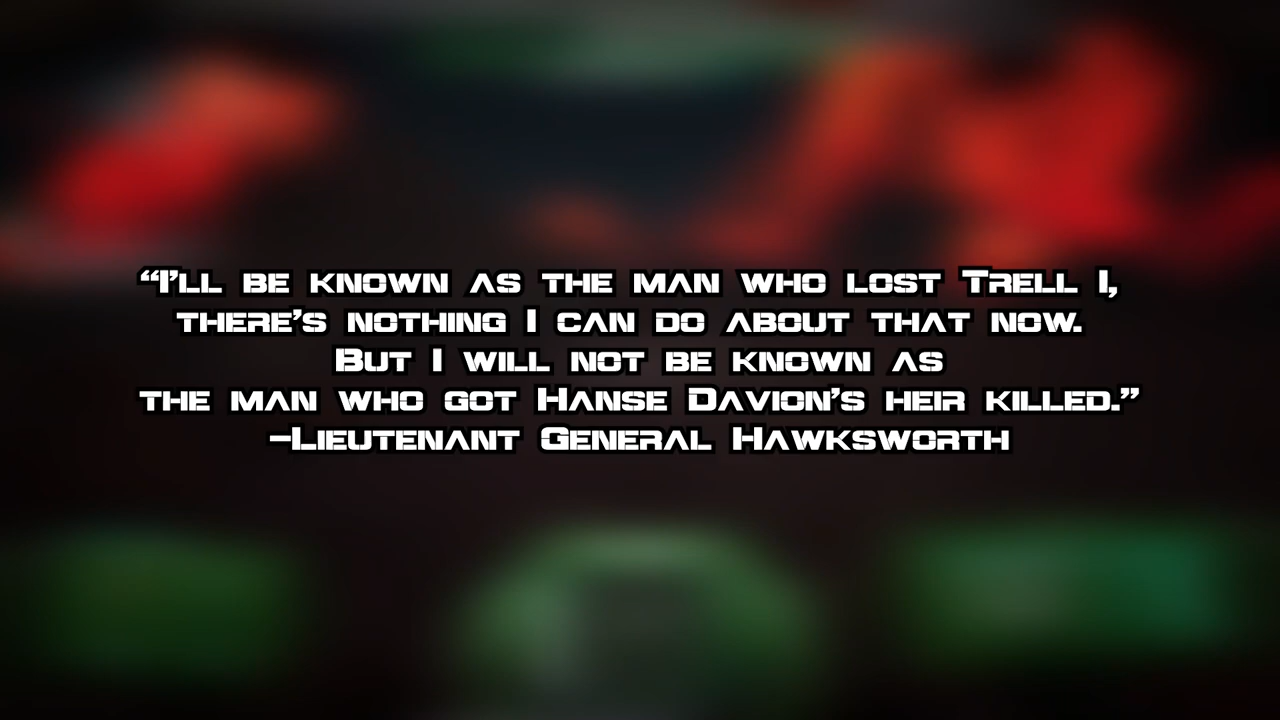 “I’ll be known as the man who lost Trell I,
there’s nothing I can do about that now.
But I will not be known as
the man who got Hanse Davion’s heir killed.”
-Lieutenant General Hawksworth